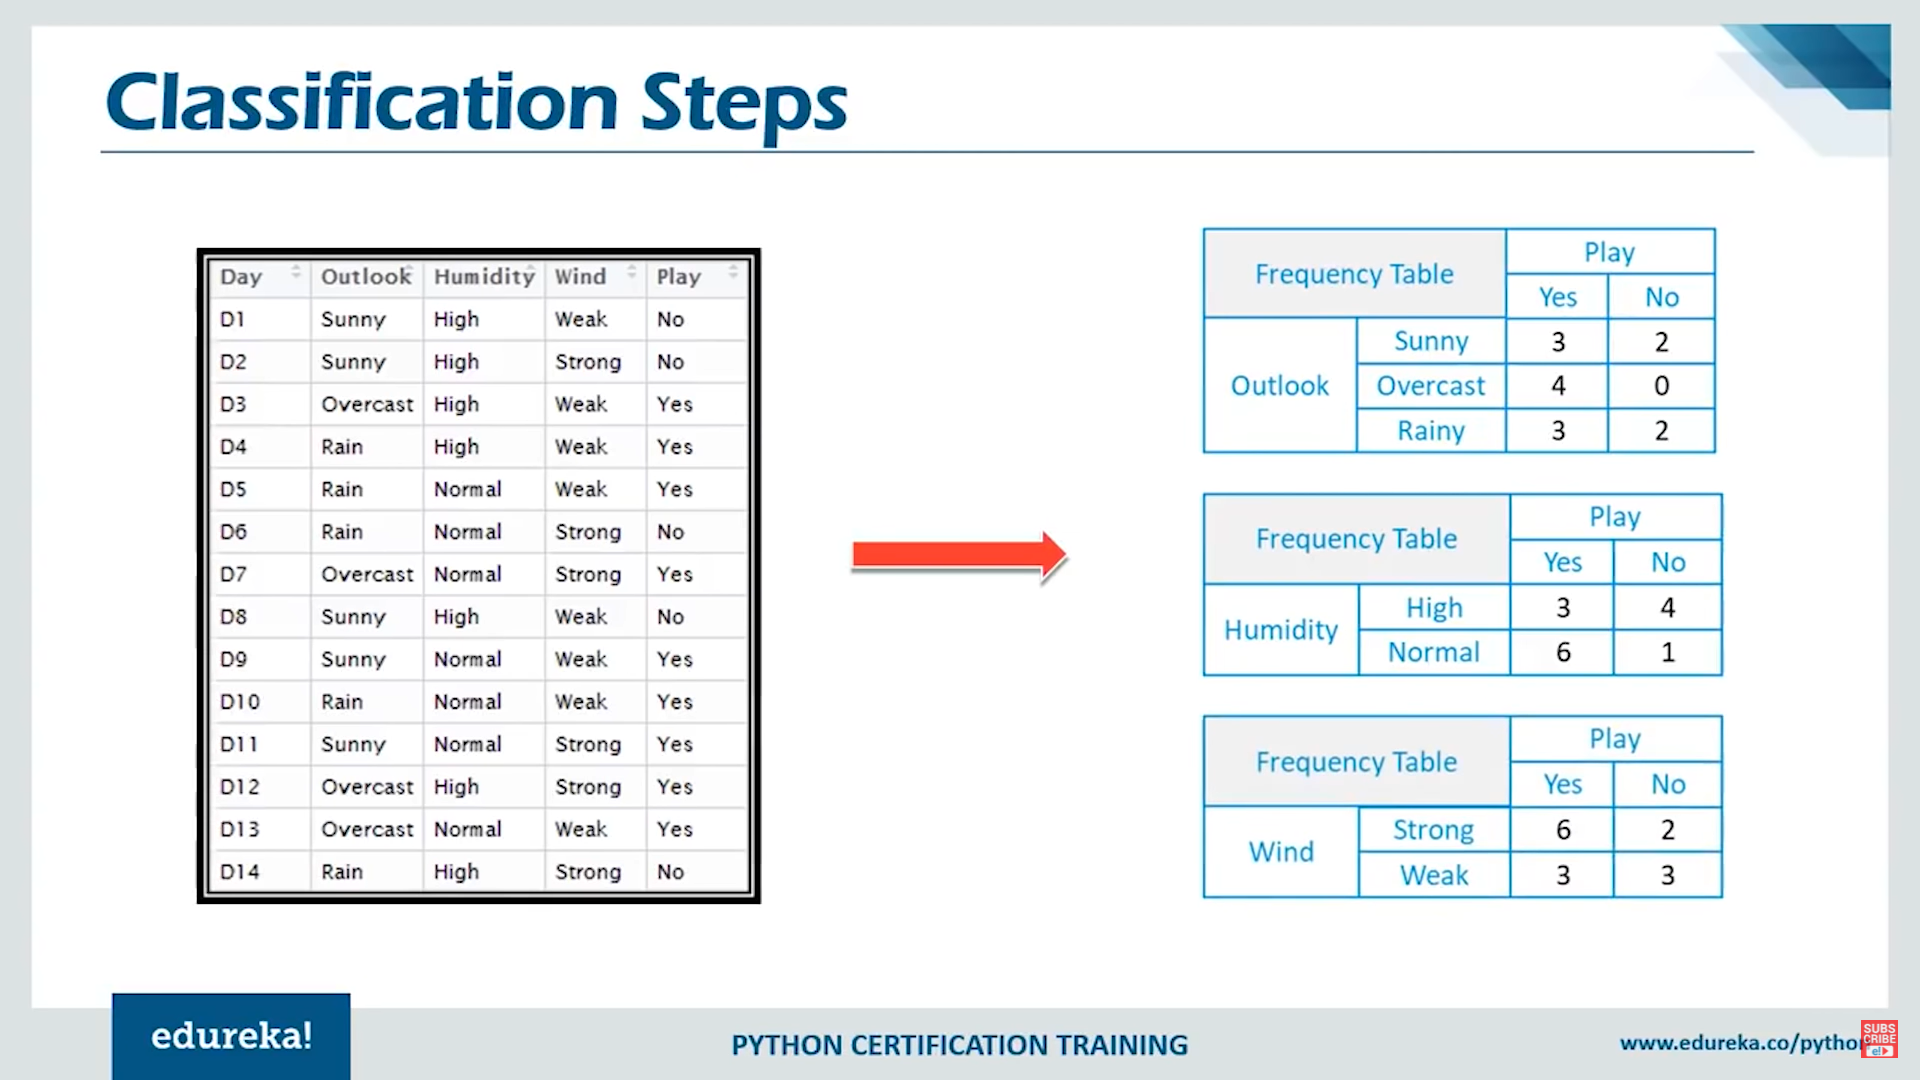 Classification Steps
Day Outlook Humidity Wind Play
D1 Sunny High Weak No
D2 Sunny High Strong No
D3 Overcast High Weak Yes
D4 Rain High Weak Yes
D5 Rain Normal Weak Yes
D6 Rain Normal Strong No
D7 Overcast Normal Strong Yes
D8 Sunny High Weak No
D9 Sunny Normal Weak Yes
D10 Rain Normal Weak Yes
D11 Sunny Normal Strong Yes
D12 Overcast High Strong Yes
D13 Overcast Normal Weak Yes
D14 Rain High Strong No
Frequency Table Play
Yes No
Outlook
Sunny 3 2
Overcast 4 0
Rainy 3 2
Frequency Table Play
Yes No
Humidity
High 3 4
Normal 6 1
Frequency Table Play
Yes No
Wind
Strong 6 2
Weak 3 3
edureka!
PYTHON CERTIFICATION TRAINING
www.edureka.co/python
SUBS
CRIBE
e!